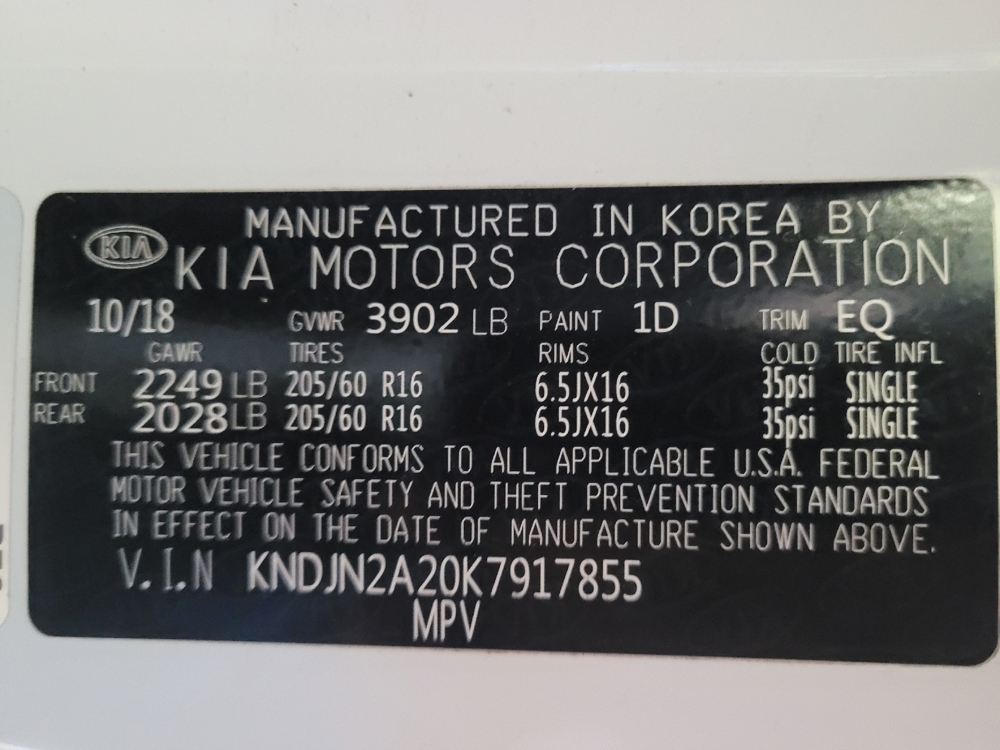 MANUFACTURED IN KOREA BY
KIA KIA MOTORS CORPORATION
10/18 GVWR 3902 LB PAINT 1D TRIM EQ
GAWR TIRES RIMS COLD TIRE INFL
FRONT 2249 LB 205/60 R16 6.5JX16 35psi SINGLE
REAR 2028 LB 205/60 R16 6.5JX16 35psi SINGLE
THIS VEHICLE CONFORMS TO ALL APPLICABLE U.S.A. FEDERAL
MOTOR VEHICLE SAFETY AND THEFT PREVENTION STANDARDS
IN EFFECT ON THE DATE OF MANUFACTURE SHOWN ABOVE.
V.I.N KNDJN2A20K7917855
MPV